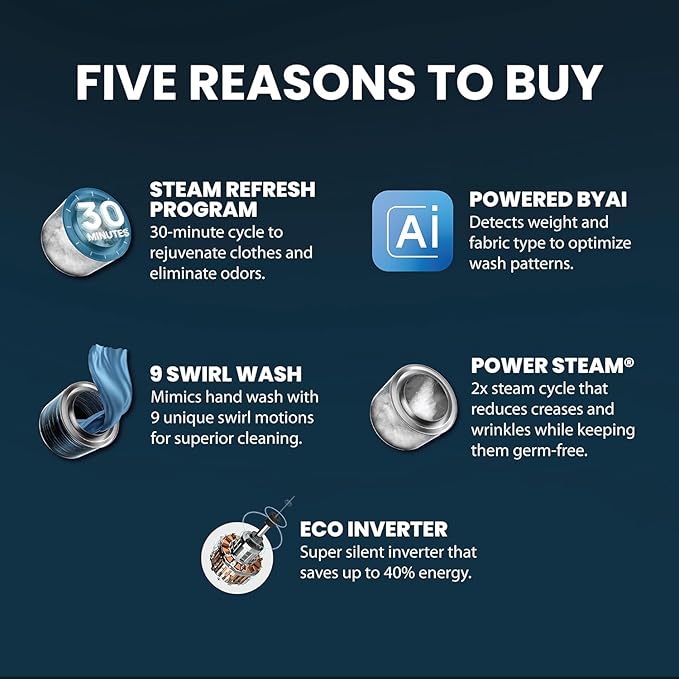 FIVE REASONS TO BUY
30
MINUTES
STEAM REFRESH
PROGRAM
30-minute cycle to
rejuvenate clothes and
eliminate odors.
Ai
POWERED BYAI
Detects weight and
fabric type to optimize
wash patterns.
9 SWIRL WASH
Mimics hand wash with
9 unique swirl motions
for superior cleaning.
POWER STEAM®
2x steam cycle that
reduces creases and
wrinkles while keeping
them germ-free.
ECO INVERTER
Super silent inverter that
saves up to 40% energy.